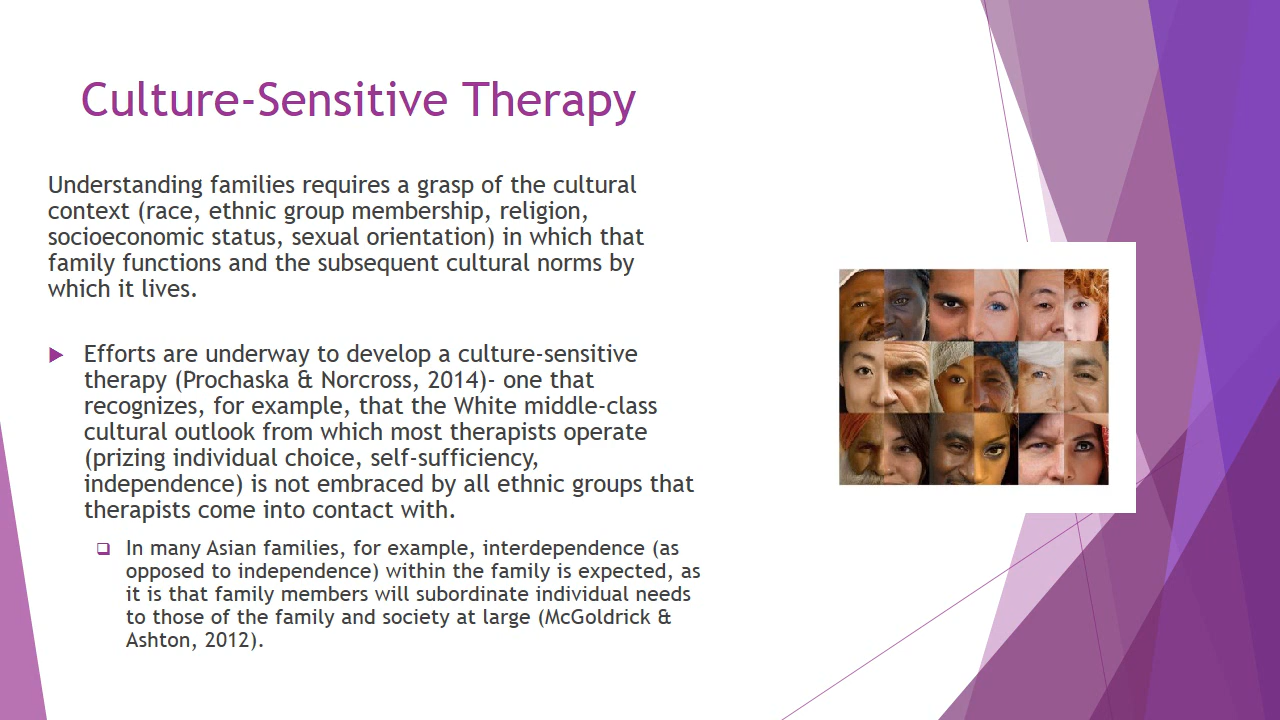 Culture-Sensitive Therapy
Understanding families requires a grasp of the cultural
context (race, ethnic group membership, religion,
socioeconomic status, sexual orientation) in which that
family functions and the subsequent cultural norms by
which it lives.
Efforts are underway to develop a culture-sensitive
therapy (Prochaska & Norcross, 2014)- one that
recognizes, for example, that the White middle-class
cultural outlook from which most therapists operate
(prizing individual choice, self-sufficiency,
independence) is not embraced by all ethnic groups that
therapists come into contact with.
In many Asian families, for example, interdependence (as
opposed to independence) within the family is expected, as
it is that family members will subordinate individual needs
to those of the family and society at large (McGoldrick &
Ashton, 2012).